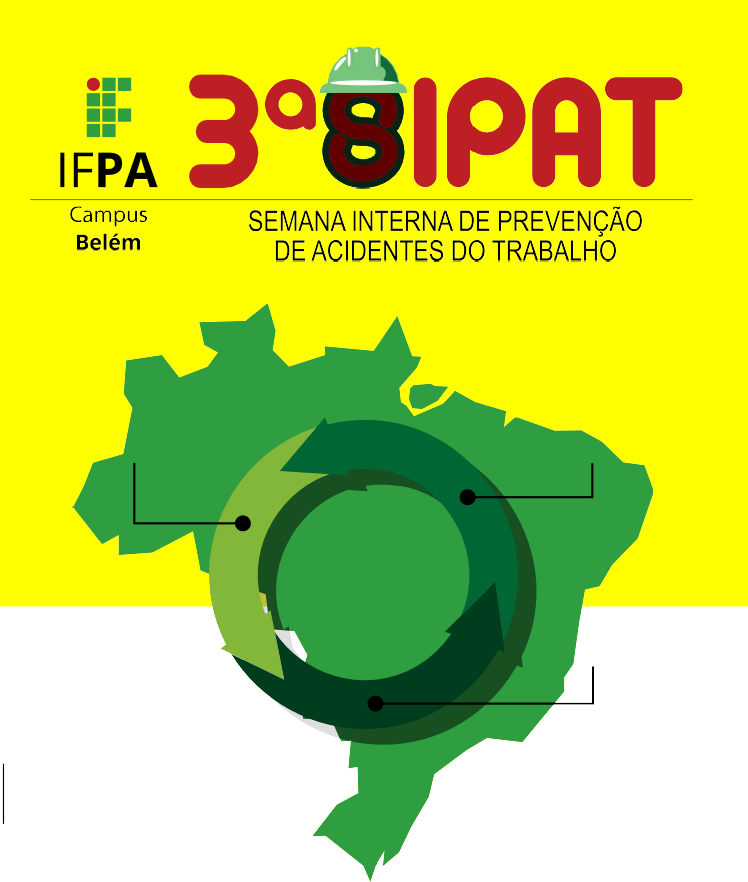 3ª SIPAT
IFPA
Campus
Belém
SEMANA INTERNA DE PREVENÇÃO
DE ACIDENTES DO TRABALHO